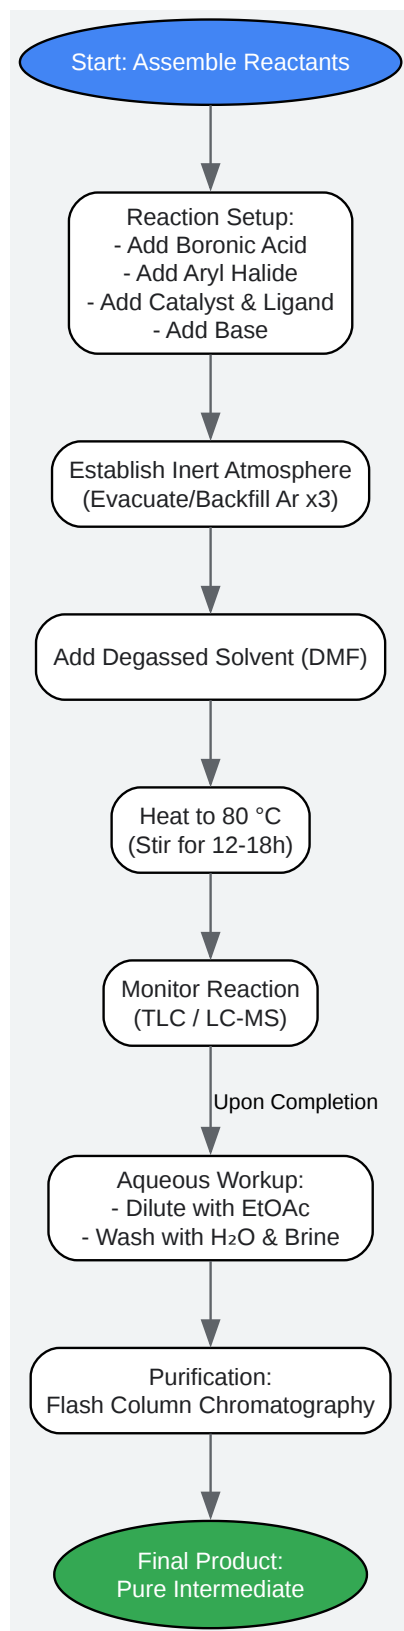 Start: Assemble Reactants
Reaction Setup:
- Add Boronic Acid
- Add Aryl Halide
- Add Catalyst & Ligand
- Add Base
Establish Inert Atmosphere
(Evacuate/Backfill Ar x3)
Add Degassed Solvent (DMF)
Heat to 80 °C
(Stir for 12-18h)
Monitor Reaction
(TLC / LC-MS)
Upon Completion
Aqueous Workup:
- Dilute with EtOAc
- Wash with H₂O & Brine
Purification:
Flash Column Chromatography
Final Product:
Pure Intermediate